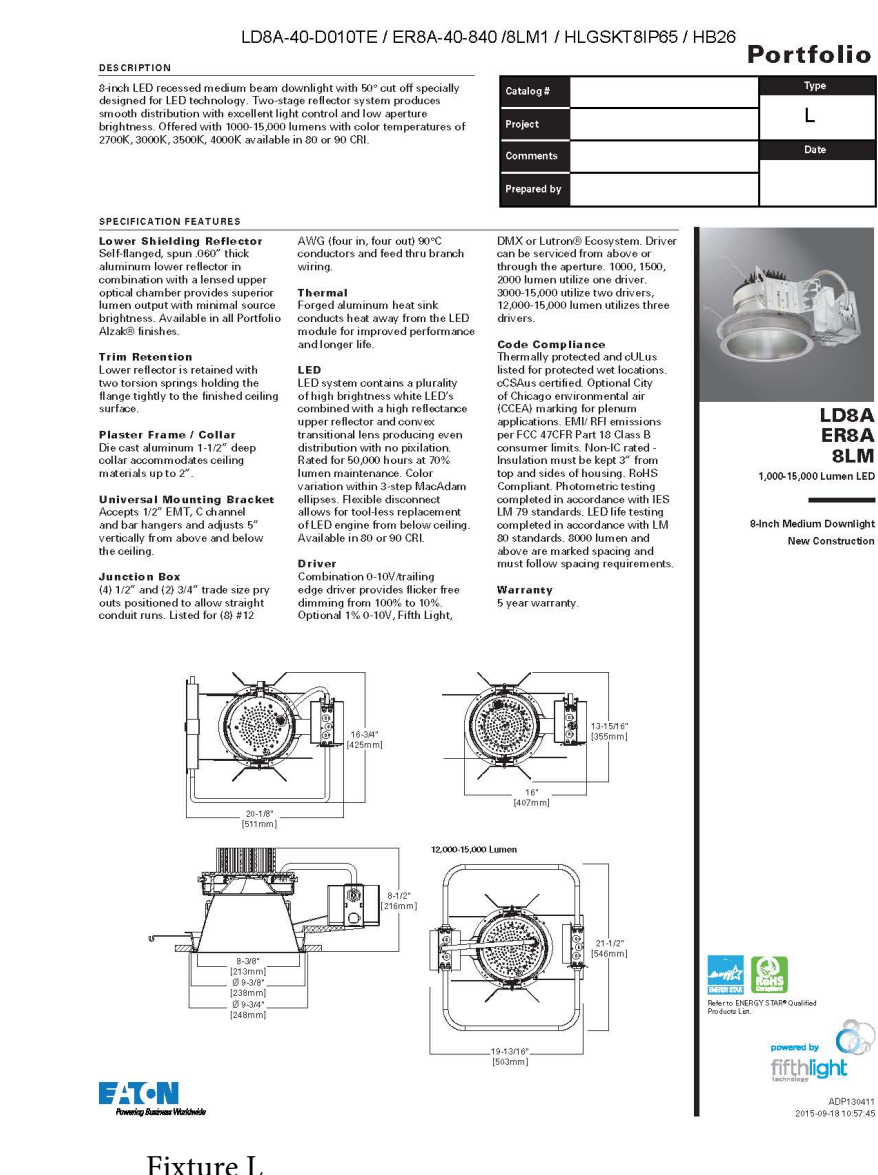 LD8A-40-D010TE / ER8A-40-840 /8LM1 / HLGSKT8IP65 / HB26
Portfolio
DESCRIPTION
8-inch LED recessed medium beam downlight with 50° cut off specially
designed for LED technology. Two-stage reflector system produces
smooth distribution with excellent light control and low aperture
brightness. Offered with 1000-15,000 lumens with color temperatures of
2700K, 3000K, 3500K, 4000K available in 80 or 90 CRI.
Catalog #
Type
Project
L
Comments
Date
Prepared by
SPECIFICATION FEATURES
Lower Shielding Reflector
Self-flanged, spun .060" thick
aluminum lower reflector in
combination with a lensed upper
optical chamber provides superior
lumen output with minimal source
brightness. Available in all Portfolio
Alzak® finishes.
Trim Retention
Lower reflector is retained with
two torsion springs holding the
flange tightly to the finished ceiling
surface.
Plaster Frame / Collar
Die cast aluminum 1-1/2" deep
collar accommodates ceiling
materials up to 2".
Universal Mounting Bracket
Accepts 1/2" EMT, C channel
and bar hangers and adjusts 5"
vertically from above and below
the ceiling.
Junction Box
(4) 1/2" and (2) 3/4" trade size pry
outs positioned to allow straight
conduit runs. Listed for (8) #12
AWG (four in, four out) 90°C
conductors and feed thru branch
wiring.
Thermal
Forged aluminum heat sink
conducts heat away from the LED
module for improved performance
and longer life.
LED
LED system contains a plurality
of high brightness white LED's
combined with a high reflectance
upper reflector and convex
transitional lens producing even
distribution with no pixilation.
Rated for 50,000 hours at 70%
lumen maintenance. Color
variation within 3-step MacAdam
ellipses. Flexible disconnect
allows for tool-less replacement
of LED engine from below ceiling.
Available in 80 or 90 CRI.
Driver
Combination 0-10V/trailing
edge driver provides flicker free
dimming from 100% to 10%.
Optional 1% 0-10V, Fifth Light,
DMX or Lutron® Ecosystem. Driver
can be serviced from above or
through the aperture. 1000, 1500,
2000 lumen utilize one driver.
3000-15,000 utilize two drivers,
12,000-15,000 lumen utilizes three
drivers.
Code Compliance
Thermally protected and cULus
listed for protected wet locations.
cCSAus certified. Optional City
of Chicago environmental air
(CCEA) marking for plenum
applications. EMI/ RFI emissions
per FCC 47CFR Part 18 Class B
consumer limits. Non-IC rated -
Insulation must be kept 3" from
top and sides of housing. RoHS
Compliant. Photometric testing
completed in accordance with IES
LM 79 standards. LED life testing
completed in accordance with LM
80 standards. 8000 lumen and
above are marked spacing and
must follow spacing requirements.
Warranty
5 year warranty.
LD8A
ER8A
8LM
1,000-15,000 Lumen LED
8-Inch Medium Downlight
New Construction
16-3/4"
[425mm]
20-1/8"
[511mm]
13-15/16"
[355mm]
16"
[407mm]
8-1/2"
[216mm]
8-3/8"
[213mm]
Ø 9-3/8"
[238mm]
Ø 9-3/4"
[248mm]
12,000-15,000 Lumen
21-1/2"
[546mm]
19-13/16"
[503mm]
energy
ENERGY STAR
RoHS
Compliant
Refer to ENERGY STAR® Qualified
Products List.
powered by
fifthlight
technology
EATON
Powering Business Worldwide
ADP130411
2015-09-18 10:57:45
Fixture L